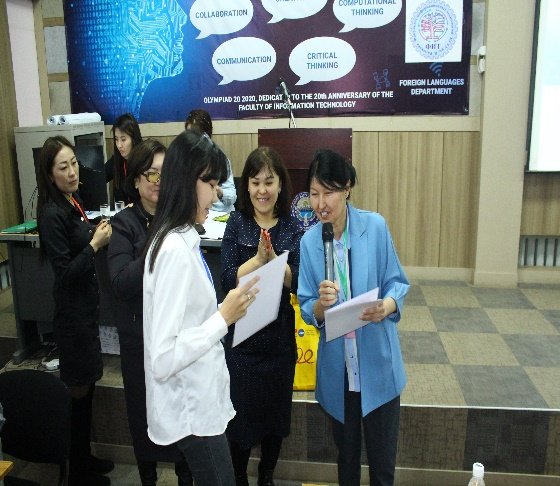 COLLABORATION
COMPUTATIONAL
THINKING
COMMUNICATION
CRITICAL
THINKING
ФИТ
FOREIGN LANGUAGES
DEPARTMENT
OLYMPIAD 20 2020, DEDICATED TO THE 20th ANNIVERSARY OF THE
FACULTY OF INFORMATION TECHNOLOGY